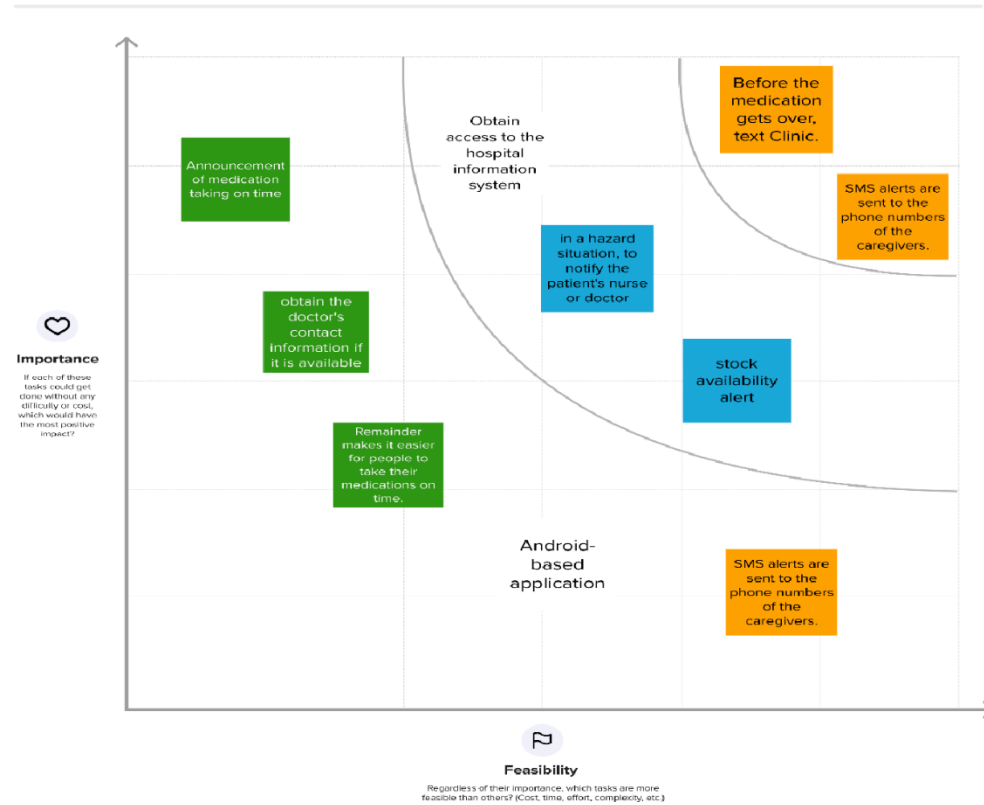 Before the
medication
gets over,
text Clinic.
Obtain
access to the
hospital
information
system
Announcement
of medication
taking on time
SMS alerts are
sent to the
phone numbers
of the
caregivers.
in a hazard
situation, to
notify the
patient's nurse
or doctor
obtain the
doctor's
contact
information if
it is available
stock
availability
alert
Importance
If each of these
tasks could get
done without any
difficulty or cost,
which would have
the most positive
impact?
Remainder
makes it easier
for people to
take their
medications on
time.
Android-
based
application
SMS alerts are
sent to the
phone numbers
of the
caregivers.
Feasibility
Regardless of their importance, which tasks are more
feasible than others? (Cost, time, effort, complexity, etc.)